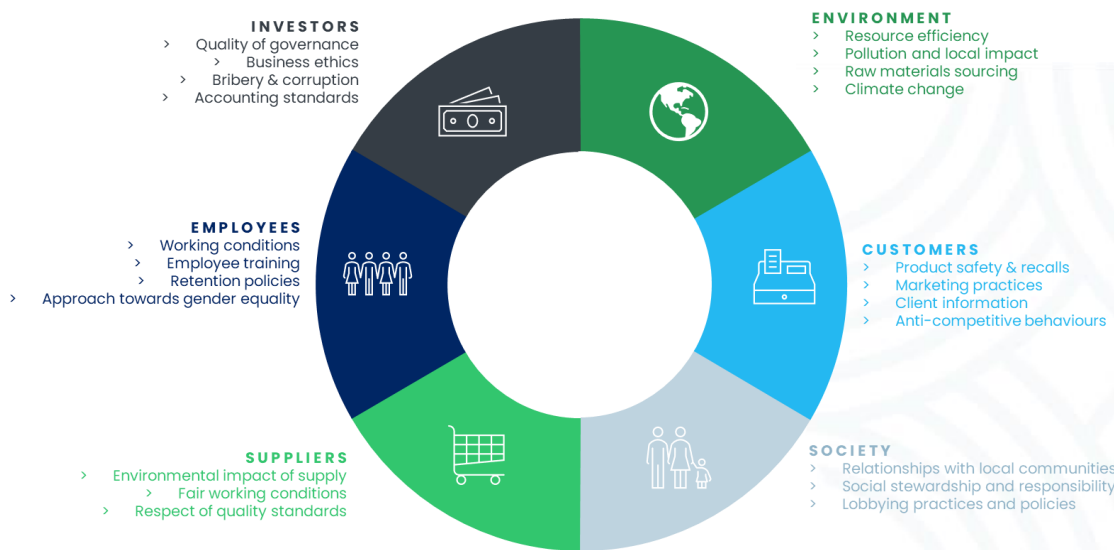 INVESTORS
> Quality of governance
> Business ethics
> Bribery & corruption
> Accounting standards
ENVIRONMENT
> Resource efficiency
> Pollution and local impact
> Raw materials sourcing
> Climate change
EMPLOYEES
> Working conditions
> Employee training
> Retention policies
> Approach towards gender equality
CUSTOMERS
> Product safety & recalls
> Marketing practices
> Client information
> Anti-competitive behaviours
SUPPLIERS
> Environmental impact of supply
> Fair working conditions
> Respect of quality standards
SOCIETY
> Relationships with local communities
> Social stewardship and responsibility
> Lobbying practices and policies